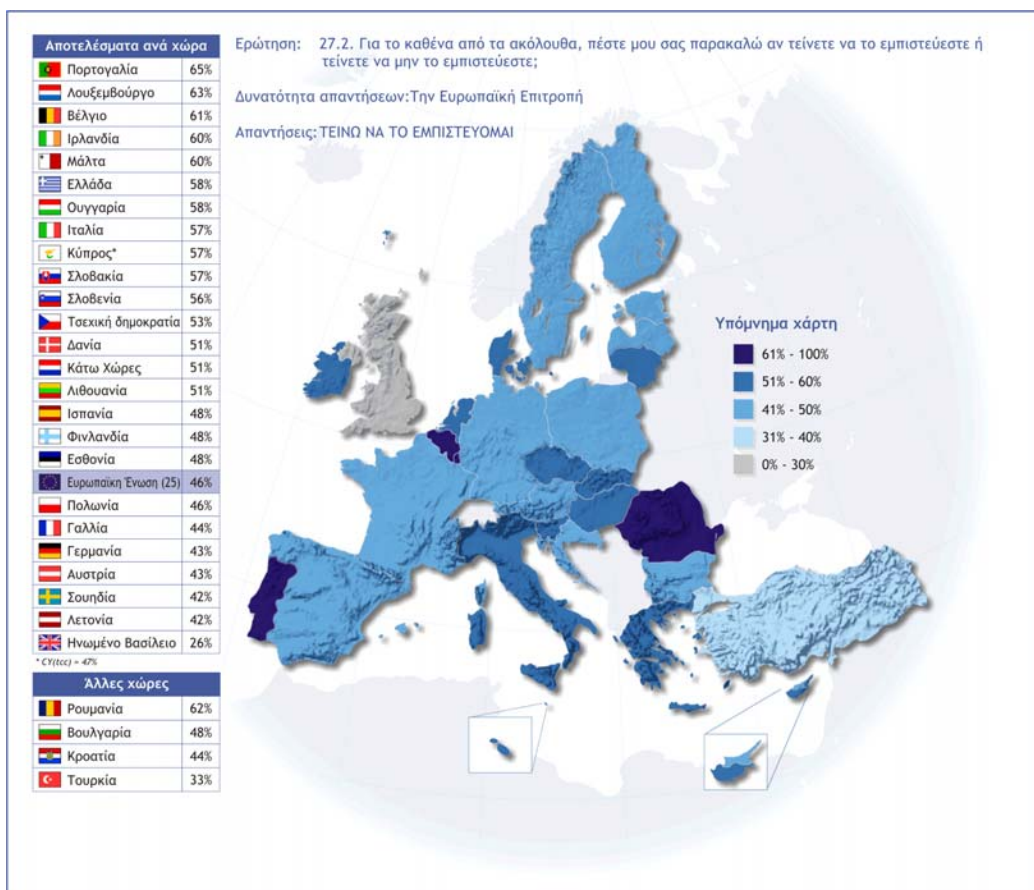 Αποτελέσματα ανά χώρα
Πορτογαλία 65%
Λουξεμβούργο 63%
Βέλγιο 61%
Ιρλανδία 60%
Μάλτα 60%
Ελλάδα 58%
Ουγγαρία 58%
Ιταλία 57%
Κύπρος* 57%
Σλοβακία 57%
Σλοβενία 56%
Τσεχική δημοκρατία 53%
Δανία 51%
Κάτω Χώρες 51%
Λιθουανία 51%
Ισπανία 48%
Φινλανδία 48%
Εσθονία 48%
Ευρωπαϊκη Ένωση (25) 46%
Πολωνία 46%
Γαλλία 44%
Γερμανία 43%
Αυστρία 43%
Σουηδία 42%
Λετονία 42%
Ηνωμένο Βασίλειο 26%
* CY(tcc) = 47%
Άλλες χώρες
Ρουμανία 62%
Βουλγαρία 48%
Κροατία 44%
Τουρκία 33%
Ερώτηση: 27.2. Για το καθένα από τα ακόλουθα, πέστε μου σας παρακαλώ αν τείνετε να το εμπιστεύεστε ή
τείνετε να μην το εμπιστεύεστε;
Δυνατότητα απαντήσεων: Την Ευρωπαϊκή Επιτροπή
Απαντήσεις: ΤΕΙΝΩ ΝΑ ΤΟ ΕΜΠΙΣΤΕΥΟΜΑΙ
Υπόμνημα χάρτη
61% - 100%
51% - 60%
41% - 50%
31% - 40%
0% - 30%